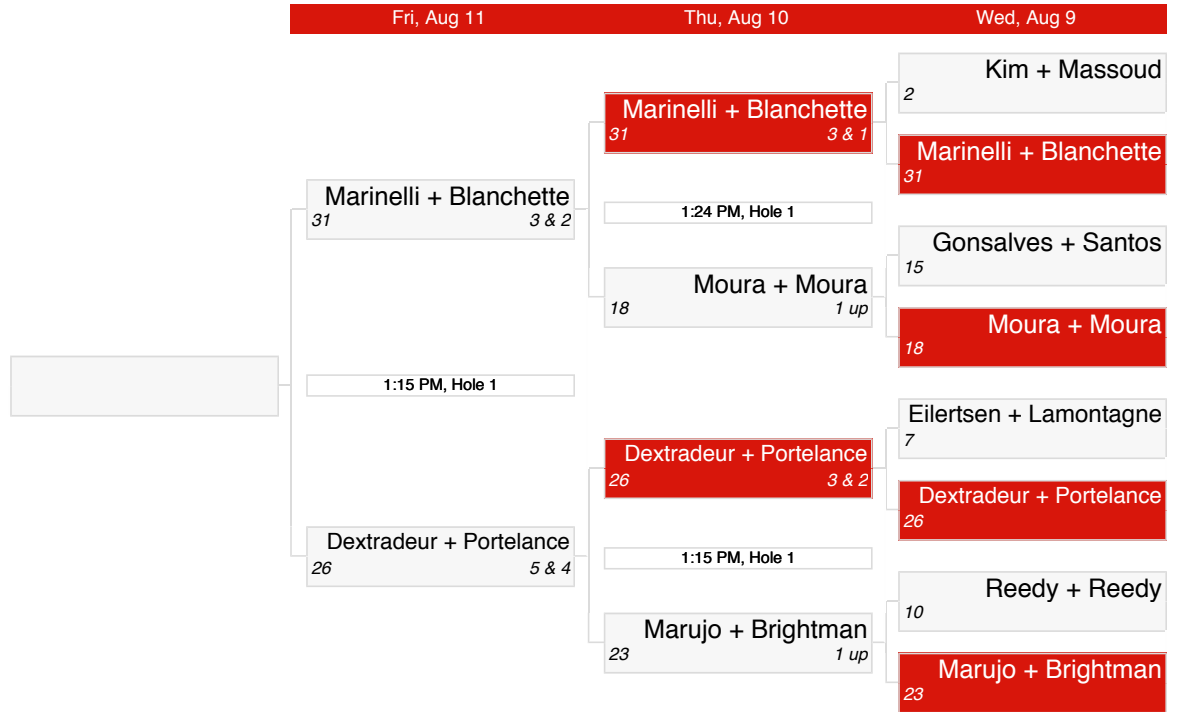 Fri, Aug 11
Thu, Aug 10
Wed, Aug 9
Kim + Massoud
2
Marinelli + Blanchette
31 3 & 1
Marinelli + Blanchette
31
Marinelli + Blanchette
31 3 & 2
1:24 PM, Hole 1
Gonsalves + Santos
15
Moura + Moura
18 1 up
Moura + Moura
18
1:15 PM, Hole 1
Eilertsen + Lamontagne
7
Dextradeur + Portelance
26 3 & 2
Dextradeur + Portelance
26
Dextradeur + Portelance
26 5 & 4
1:15 PM, Hole 1
Reedy + Reedy
10
Marujo + Brightman
23 1 up
Marujo + Brightman
23